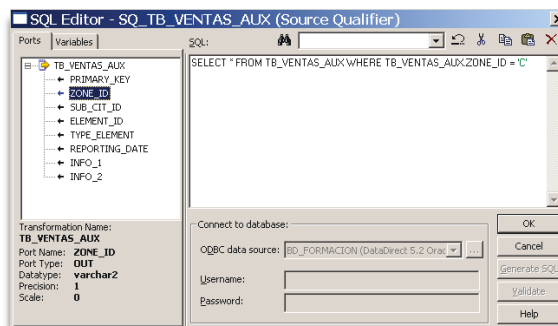 SQL Editor - SQ_TB_VENTAS_AUX (Source Qualifier)
Ports Variables
SQL:
TB_VENTAS_AUX
PRIMARY_KEY
ZONE_ID
SUB_CIT_ID
ELEMENT_ID
TYPE_ELEMENT
REPORTING_DATE
INFO_1
INFO_2
SELECT * FROM TB_VENTAS_AUX WHERE TB_VENTAS_AUX.ZONE_ID = 'C'
Transformation Name:
TB_VENTAS_AUX
Port Name: ZONE_ID
Port Type: OUT
Datatype: varchar2
Precision: 1
Scale: 0
Connect to database:
ODBC data source: BD_FORMACION (DataDirect 5.2 Orac ...
Username:
Password:
OK
Cancel
Generate SQL
Validate
Help